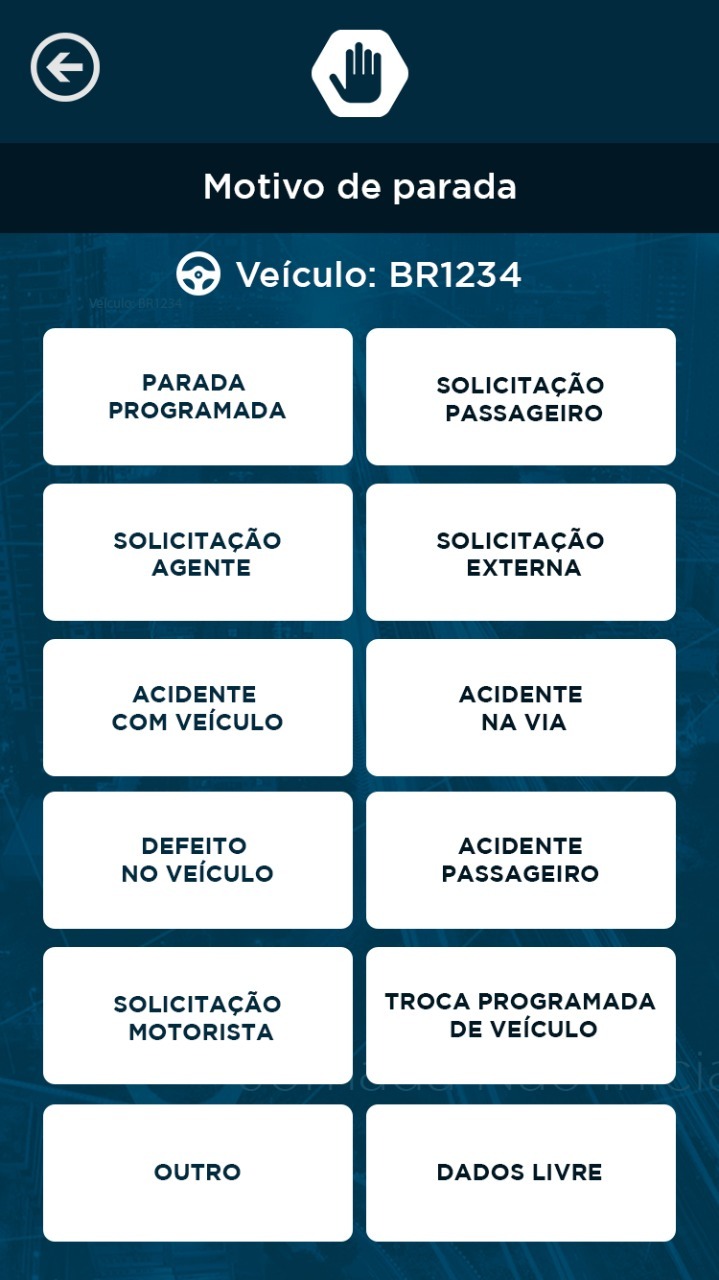 Motivo de parada
Veículo: BR1234
Veículo: BR1234
PARADA
PROGRAMADA
SOLICITAÇÃO
PASSAGEIRO
SOLICITAÇÃO
AGENTE
SOLICITAÇÃO
EXTERNA
ACIDENTE
COM VEÍCULO
ACIDENTE
NA VIA
DEFEITO
NO VEÍCULO
ACIDENTE
PASSAGEIRO
SOLICITAÇÃO
MOTORISTA
TROCA PROGRAMADA
DE VEÍCULO
OUTRO
DADOS LIVRE